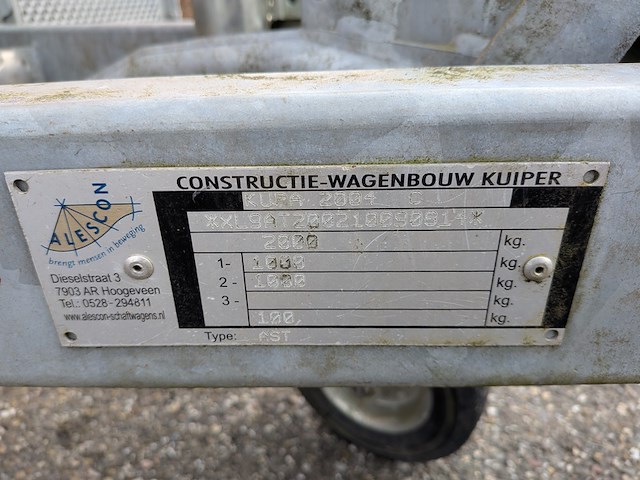 ALESCON
brengt mensen in beweging
Dieselstraat 3
7903 AR Hoogeveen
Tel.: 0528 - 294811
www.alescon-schaftwagens.nl
CONSTRUCTIE-WAGENBOUW KUIPER
2000 kg.
1- 1000 kg.
2 - 1000 kg.
3 - kg.
100 kg.
Type: